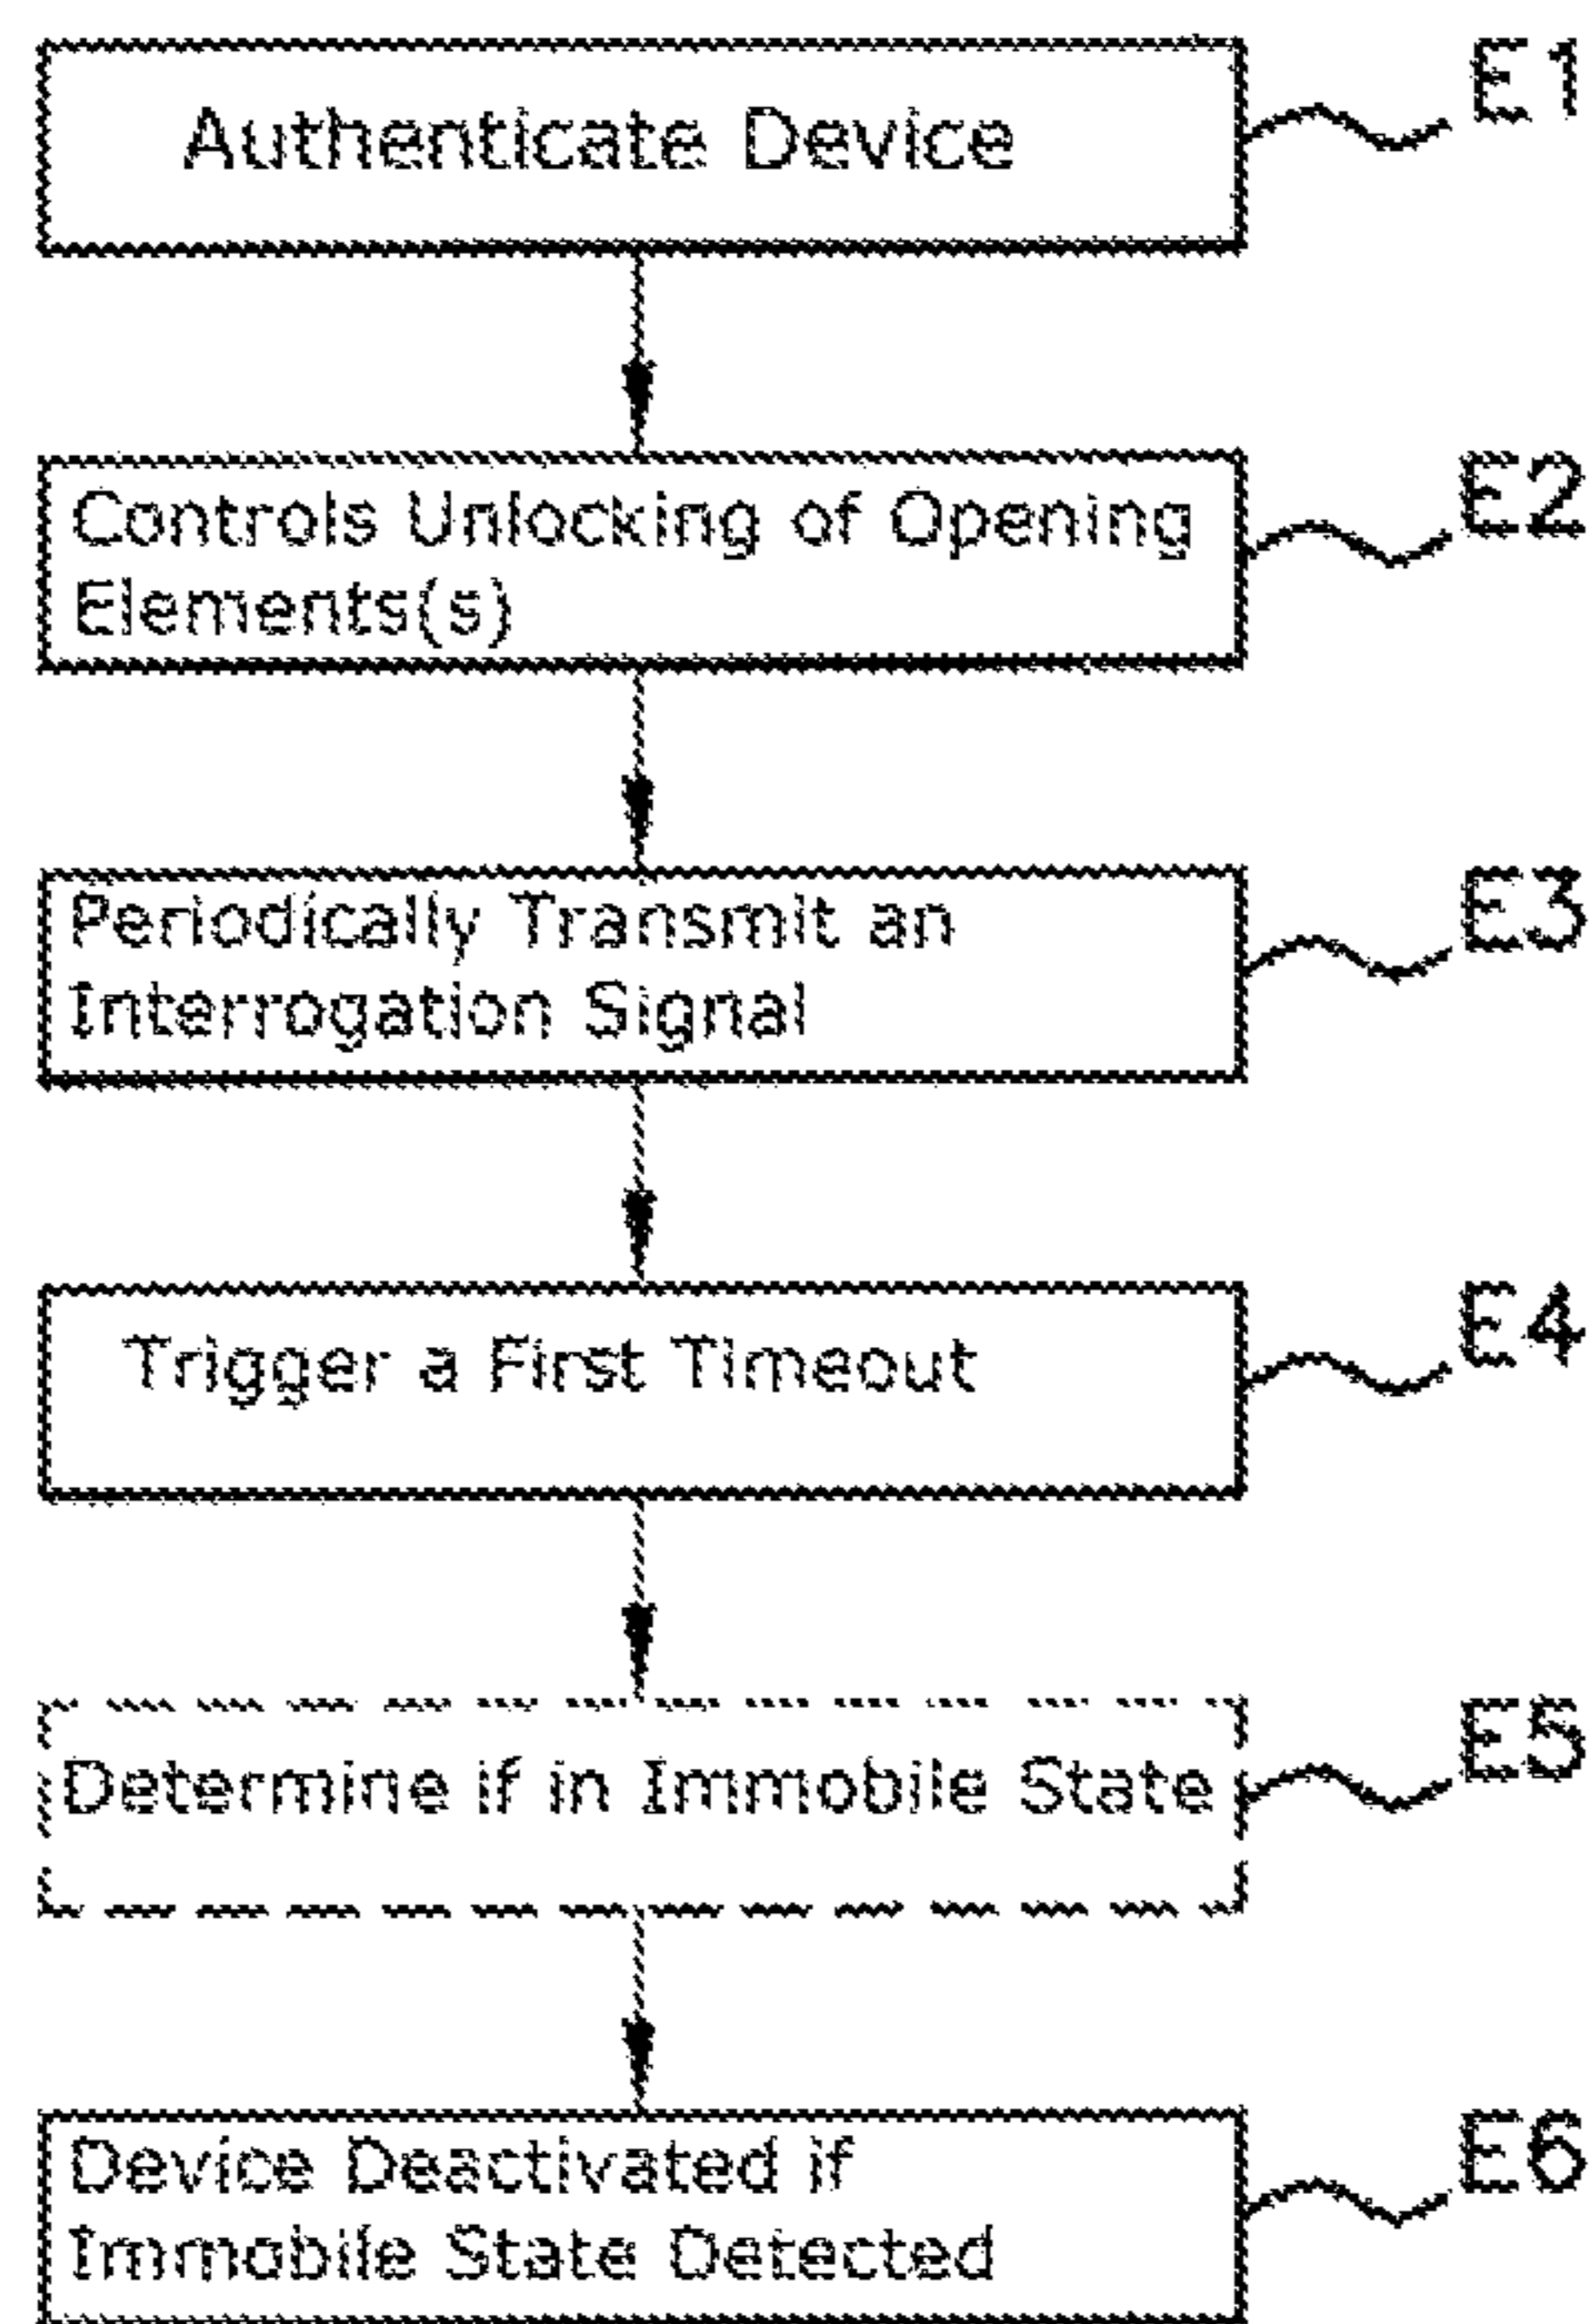 Authenticate Device
E1
Controls Unlocking of Opening
Elements(s)
E2
Periodically Transmit an
Interrogation Signal
E3
Trigger a First Timeout
E4
Determine if in Immobile State
E5
Device Deactivated if
Immobile State Detected
E6